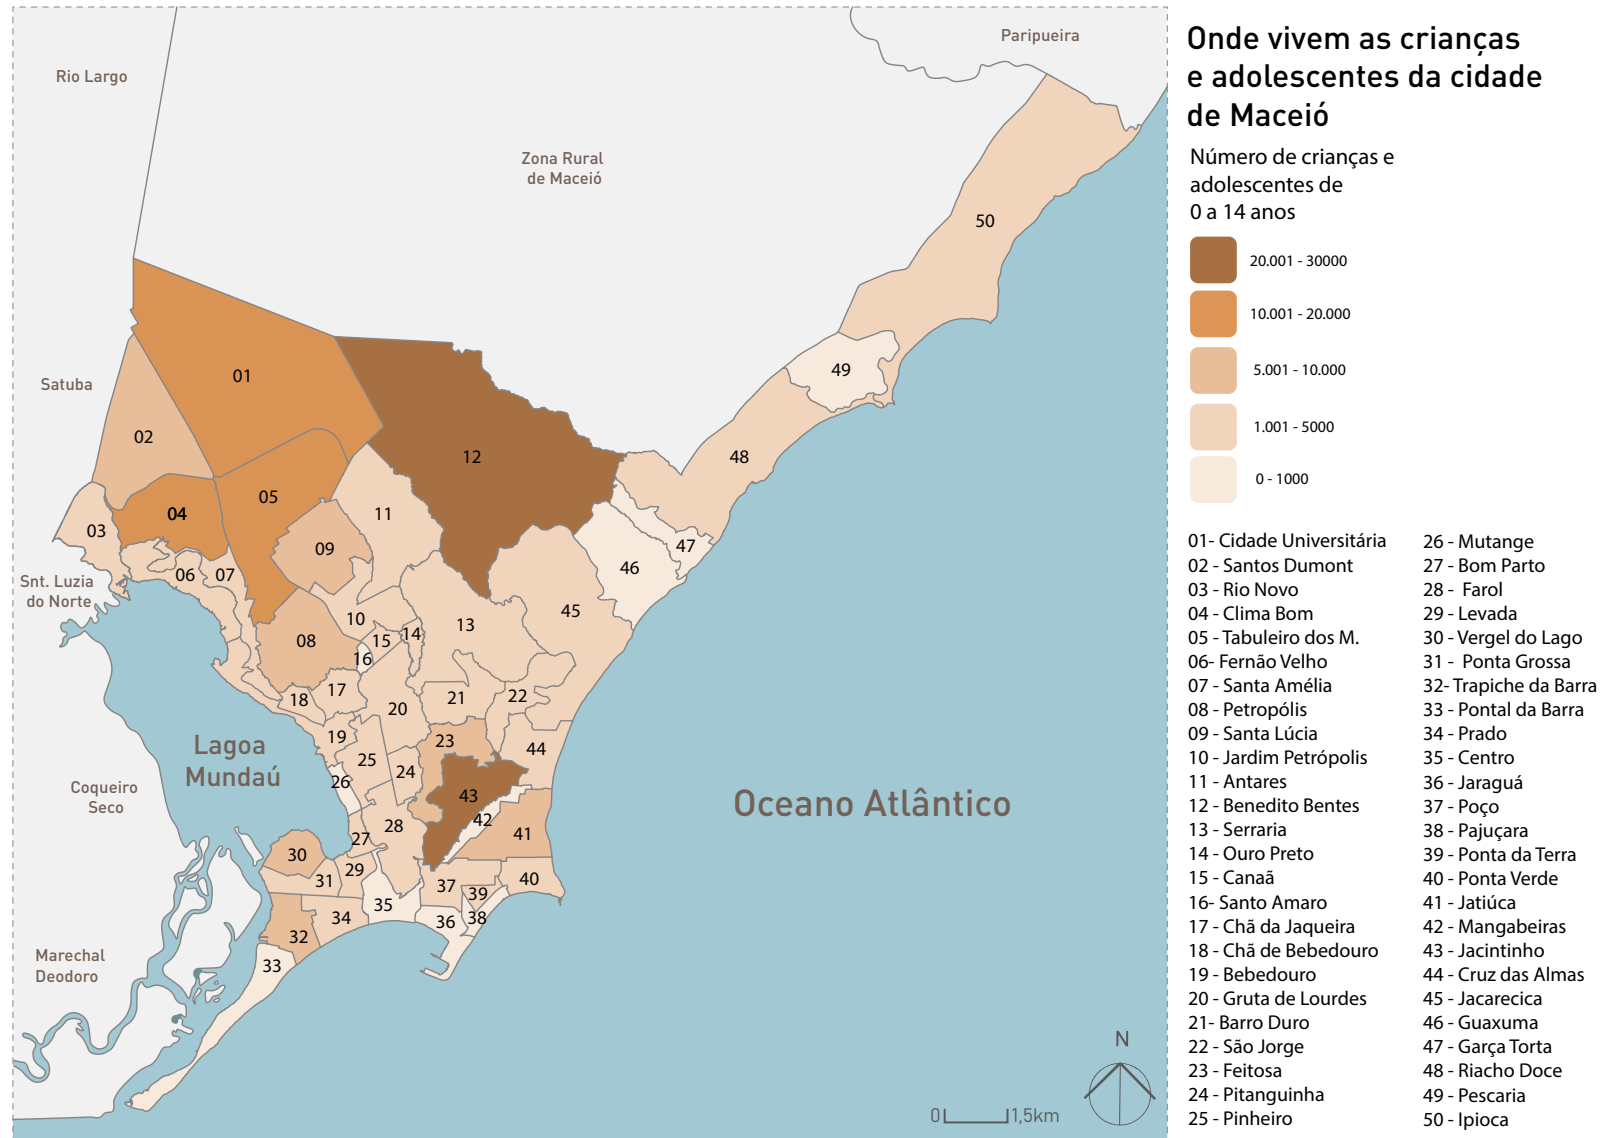 Onde vivem as crianças
e adolescentes da cidade
de Maceió
Número de crianças e
adolescentes de
0 a 14 anos
20.001 - 30000
10.001 - 20.000
5.001 - 10.000
1.001 - 5000
0 - 1000
01- Cidade Universitária
02 - Santos Dumont
03 - Rio Novo
04 - Clima Bom
05 - Tabuleiro dos M.
06- Fernão Velho
07 - Santa Amélia
08 - Petropólis
09 - Santa Lúcia
10 - Jardim Petrópolis
11 - Antares
12 - Benedito Bentes
13 - Serraria
14 - Ouro Preto
15 - Canaã
16- Santo Amaro
17 - Chã da Jaqueira
18 - Chã de Bebedouro
19 - Bebedouro
20 - Gruta de Lourdes
21- Barro Duro
22 - São Jorge
23 - Feitosa
24 - Pitanguinha
25 - Pinheiro
26 - Mutange
27 - Bom Parto
28 - Farol
29 - Levada
30 - Vergel do Lago
31 - Ponta Grossa
32- Trapiche da Barra
33 - Pontal da Barra
34 - Prado
35 - Centro
36 - Jaraguá
37 - Poço
38 - Pajuçara
39 - Ponta da Terra
40 - Ponta Verde
41 - Jatiúca
42 - Mangabeiras
43 - Jacintinho
44 - Cruz das Almas
45 - Jacarecica
46 - Guaxuma
47 - Garça Torta
48 - Riacho Doce
49 - Pescaria
50 - Ipioca
Paripueira
Rio Largo
Zona Rural
de Maceió
50
49
01
Satuba
02
12
48
05
04
11
03
47
09
46
06
07
Snt. Luzia
do Norte
45
10
13
14
15
08
16
17
21
22
18
20
19
23
44
Lagoa
Mundaú
25
24
26
Coqueiro
Seco
43
Oceano Atlântico
42
28
41
27
30
29
31
37
40
39
35
34
38
36
32
33
Marechal
Deodoro
N
0
1,5km